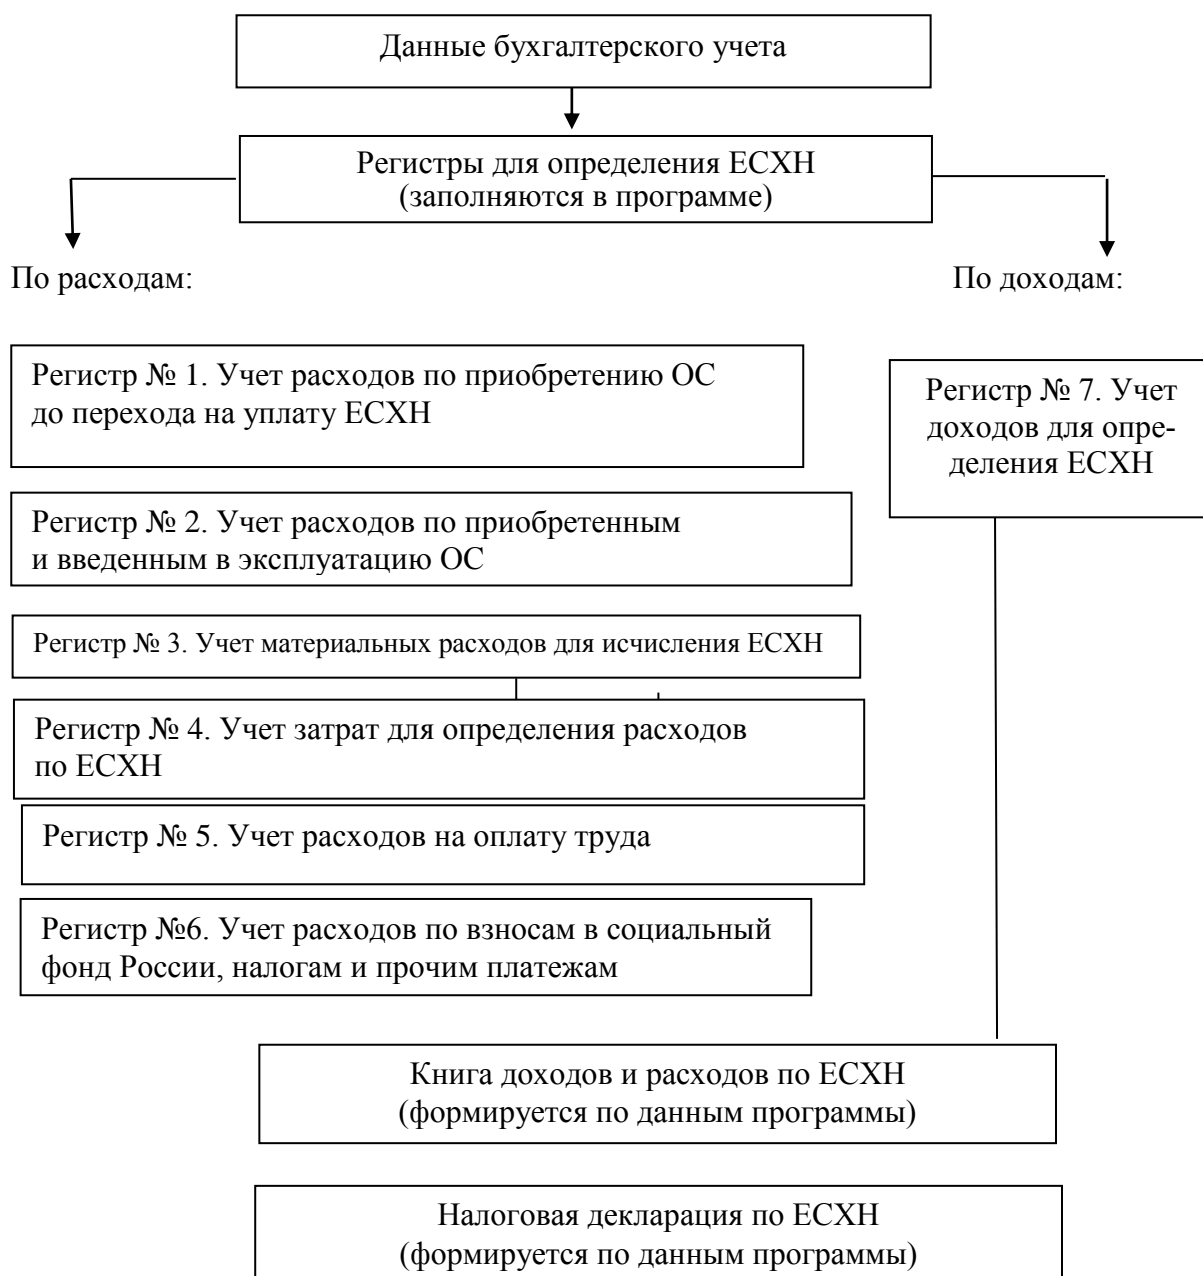 Данные бухгалтерского учета
Регистры для определения ЕСХН
(заполняются в программе)
По расходам:
По доходам:
Регистр № 1. Учет расходов по приобретению ОС
до перехода на уплату ЕСХН
Регистр № 7. Учет
доходов для опре-
деления ЕСХН
Регистр № 2. Учет расходов по приобретенным
и введенным в эксплуатацию ОС
Регистр № 3. Учет материальных расходов для исчисления ЕСХН
Регистр № 4. Учет затрат для определения расходов
по ЕСХН
Регистр № 5. Учет расходов на оплату труда
Регистр №6. Учет расходов по взносам в социальный
фонд России, налогам и прочим платежам
Книга доходов и расходов по ЕСХН
(формируется по данным программы)
Налоговая декларация по ЕСХН
(формируется по данным программы)